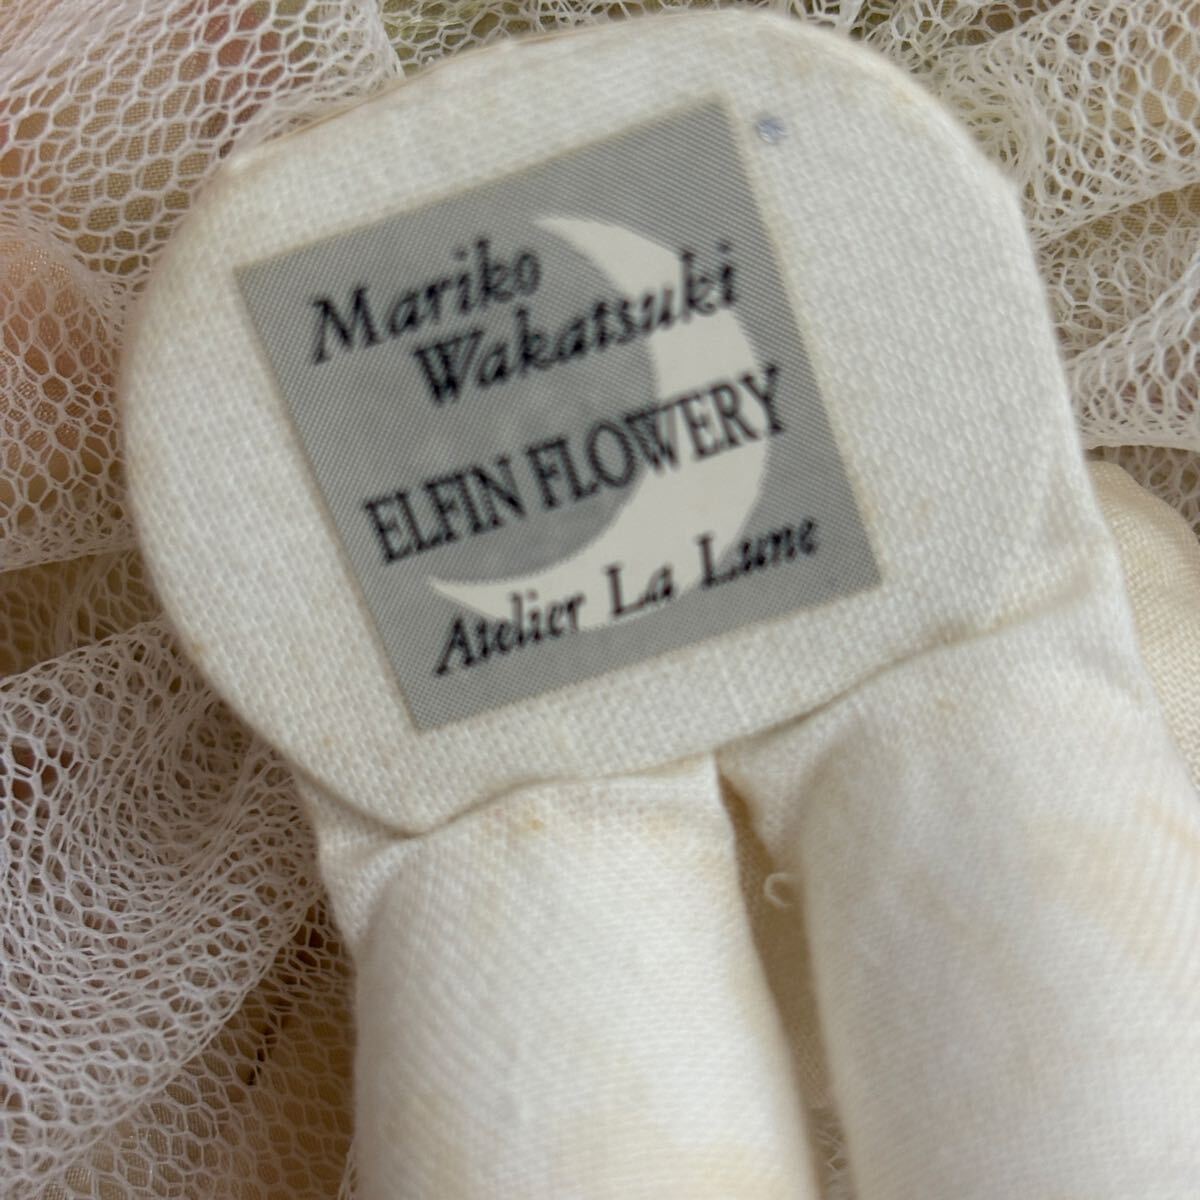 Mariko
Wakatsuki
ELFIN FLOWERY
Atelier La Lune